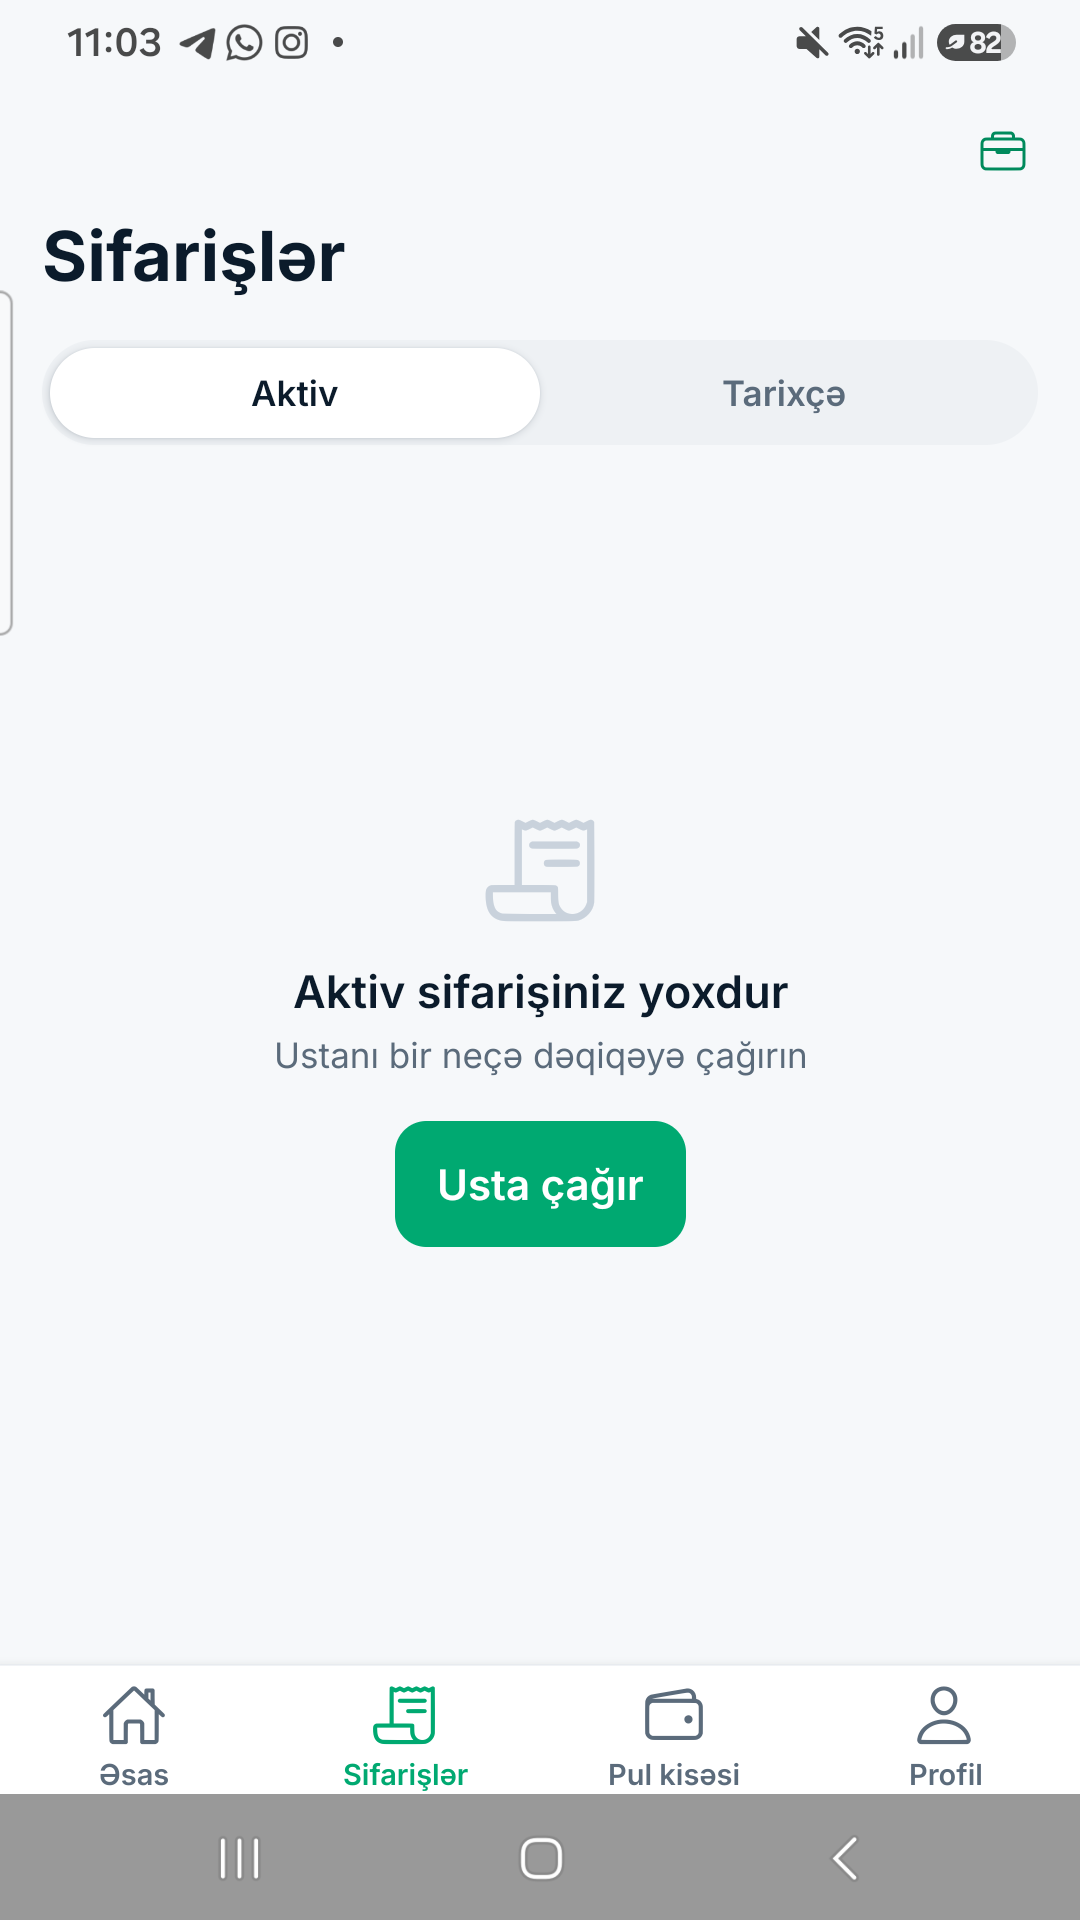 11:03
5
82
Sifarişlər
Aktiv
Tarixçə
Aktiv sifarişiniz yoxdur
Ustanı bir neçə dəqiqəyə çağırın
Usta çağır
Əsas
Sifarişlər
Pul kisəsi
Profil